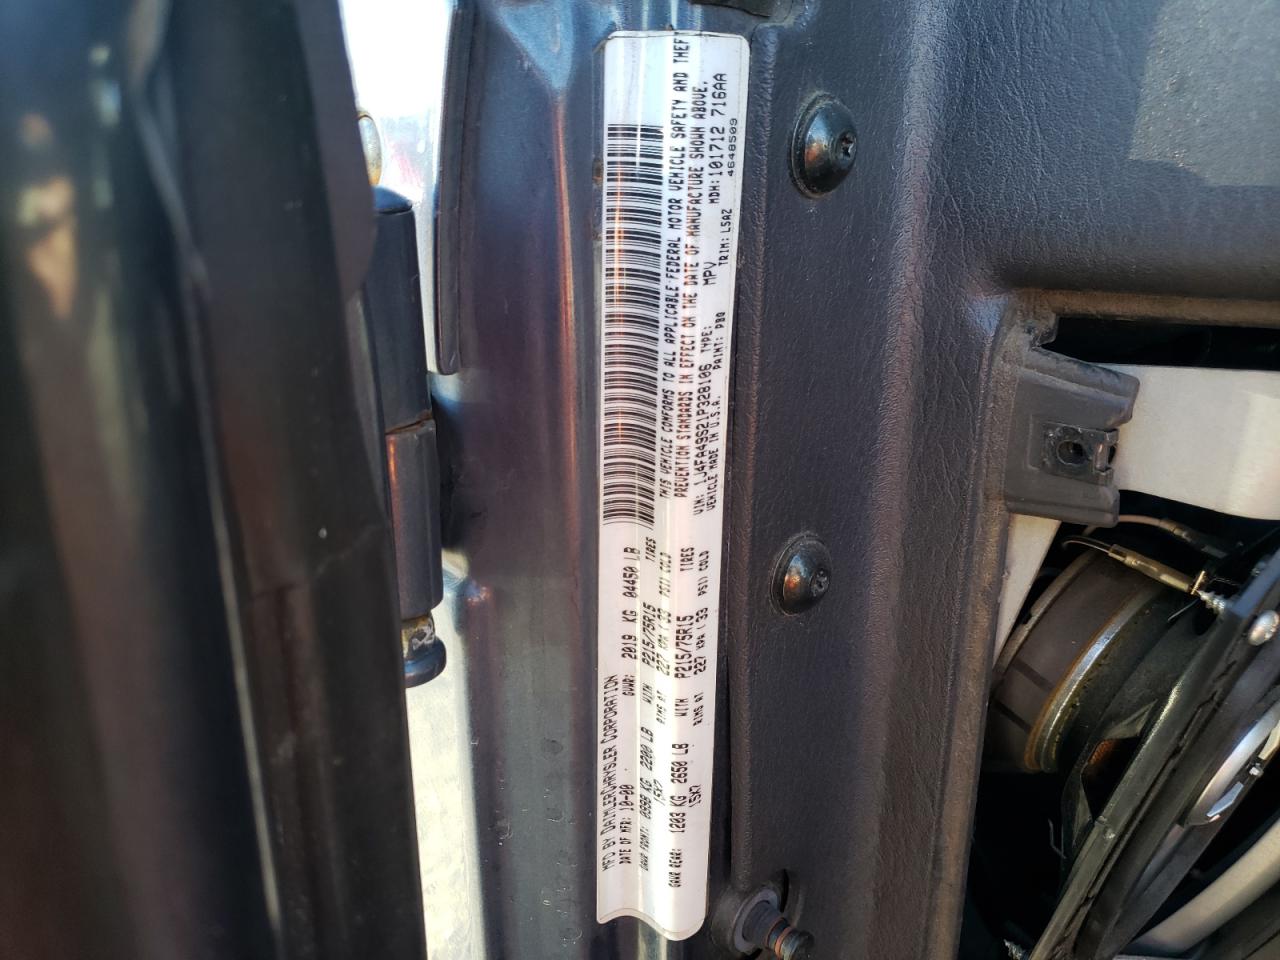 MFD BY DAIMLERCHRYSLER CORPORATION
DATE OF MFR: 10-00 GVWR: 2019 KG 04450 LB
GAWR FRONT: 0998 KG 2200 LB WITH P215/75R15 TIRES
15X7 RIMS AT 227 KPA ( 33 PSI) COLD
GAWR REAR: 1203 KG 2650 LB WITH P215/75R15 TIRES
15X7 RIMS AT 227 KPA ( 33 PSI) COLD
THIS VEHICLE CONFORMS TO ALL APPLICABLE FEDERAL MOTOR VEHICLE SAFETY AND THEFT
PREVENTION STANDARDS IN EFFECT ON THE DATE OF MANUFACTURE SHOWN ABOVE.
VIN: 1J4FA49S21P328106 TYPE: MPV MDH: 101712 716AA
VEHICLE MADE IN U.S.A. PAINT: PBQ TRIM: L5AZ 4648509